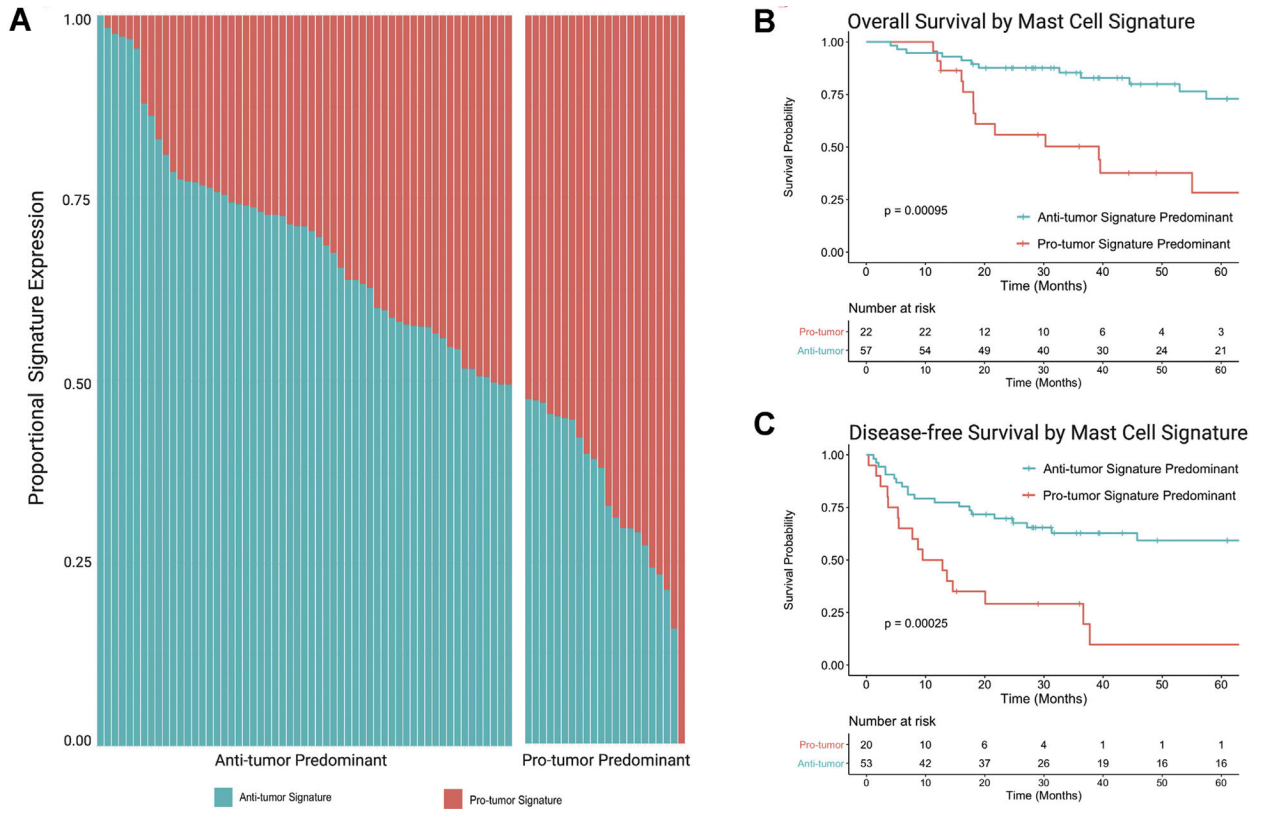 A
1.00
0.75
0.50
0.25
0.00
Proportional Signature Expression
Anti-tumor Predominant
Pro-tumor Predominant
Anti-tumor Signature
Pro-tumor Signature
B
Overall Survival by Mast Cell Signature
1.00
0.75
0.50
0.25
0.00
Survival Probability
p = 0.00095
Anti-tumor Signature Predominant
Pro-tumor Signature Predominant
0 10 20 30 40 50 60
Time (Months)
Number at risk
Pro-tumor 22 22 12 10 6 4 3
Anti-tumor 57 54 49 40 30 24 21
0 10 20 30 40 50 60
Time (Months)
C
Disease-free Survival by Mast Cell Signature
1.00
0.75
0.50
0.25
0.00
Survival Probability
Anti-tumor Signature Predominant
Pro-tumor Signature Predominant
p = 0.00025
0 10 20 30 40 50 60
Time (Months)
Number at risk
Pro-tumor 20 10 6 4 1 1 1
Anti-tumor 53 42 37 26 19 16 16
0 10 20 30 40 50 60
Time (Months)